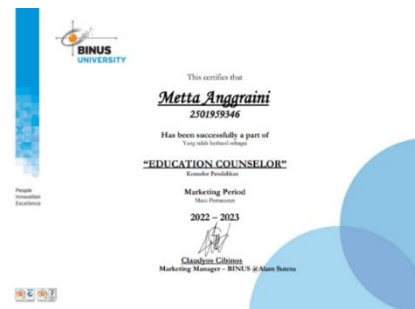 BINUS
UNIVERSITY
This certifies that
Metta Anggraini
2501959346
Has been successfully a part of
Yang telah berhasil sebagai
“EDUCATION COUNSELOR”
Konselor Pendidikan
Marketing Period
Masa Pemasaran
2022 – 2023
Claudyos Cibinos
Marketing Manager – BINUS @Alam Sutera
People
Innovation
Excellence